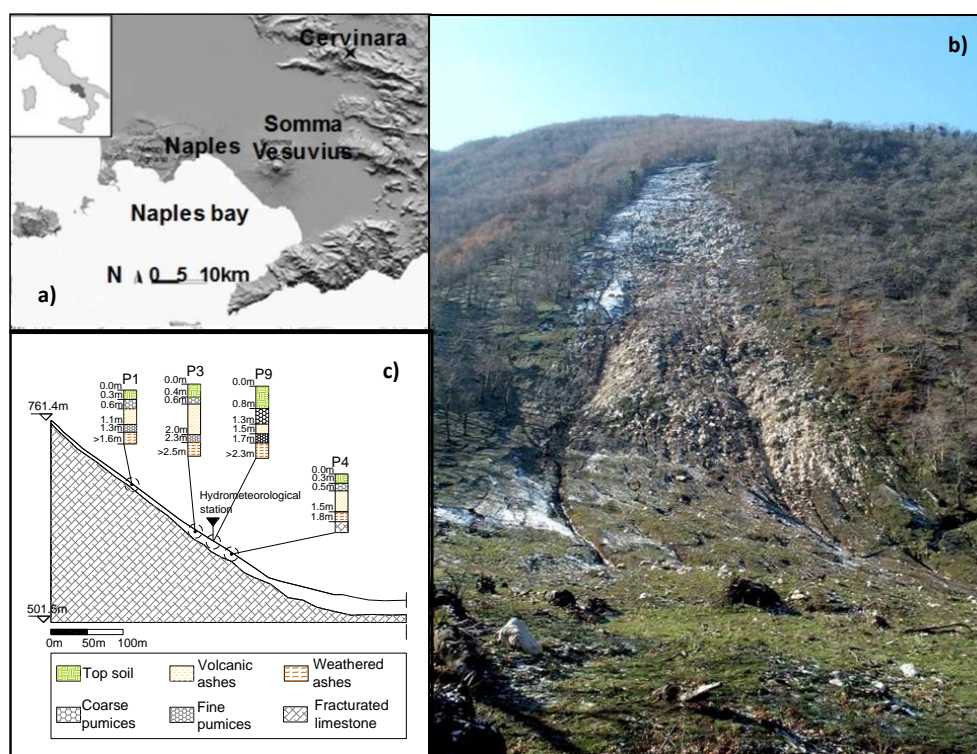 Cervinara
Somma
Vesuvius
Naples
Naples bay
N 0 5 10km
a)
b)
c)
P1
0.0m
0.3m
0.6m
1.1m
1.3m
>1.6m
P3
0.0m
0.4m
0.6m
2.0m
2.3m
>2.5m
P9
0.0m
0.8m
1.3m
1.5m
1.7m
>2.3m
P4
0.0m
0.3m
0.5m
1.5m
1.8m
761.4m
Hydrometeorological
station
0m 50m 100m
Top soil
Volcanic
ashes
Weathered
ashes
Coarse
pumices
Fine
pumices
Fracturated
limestone